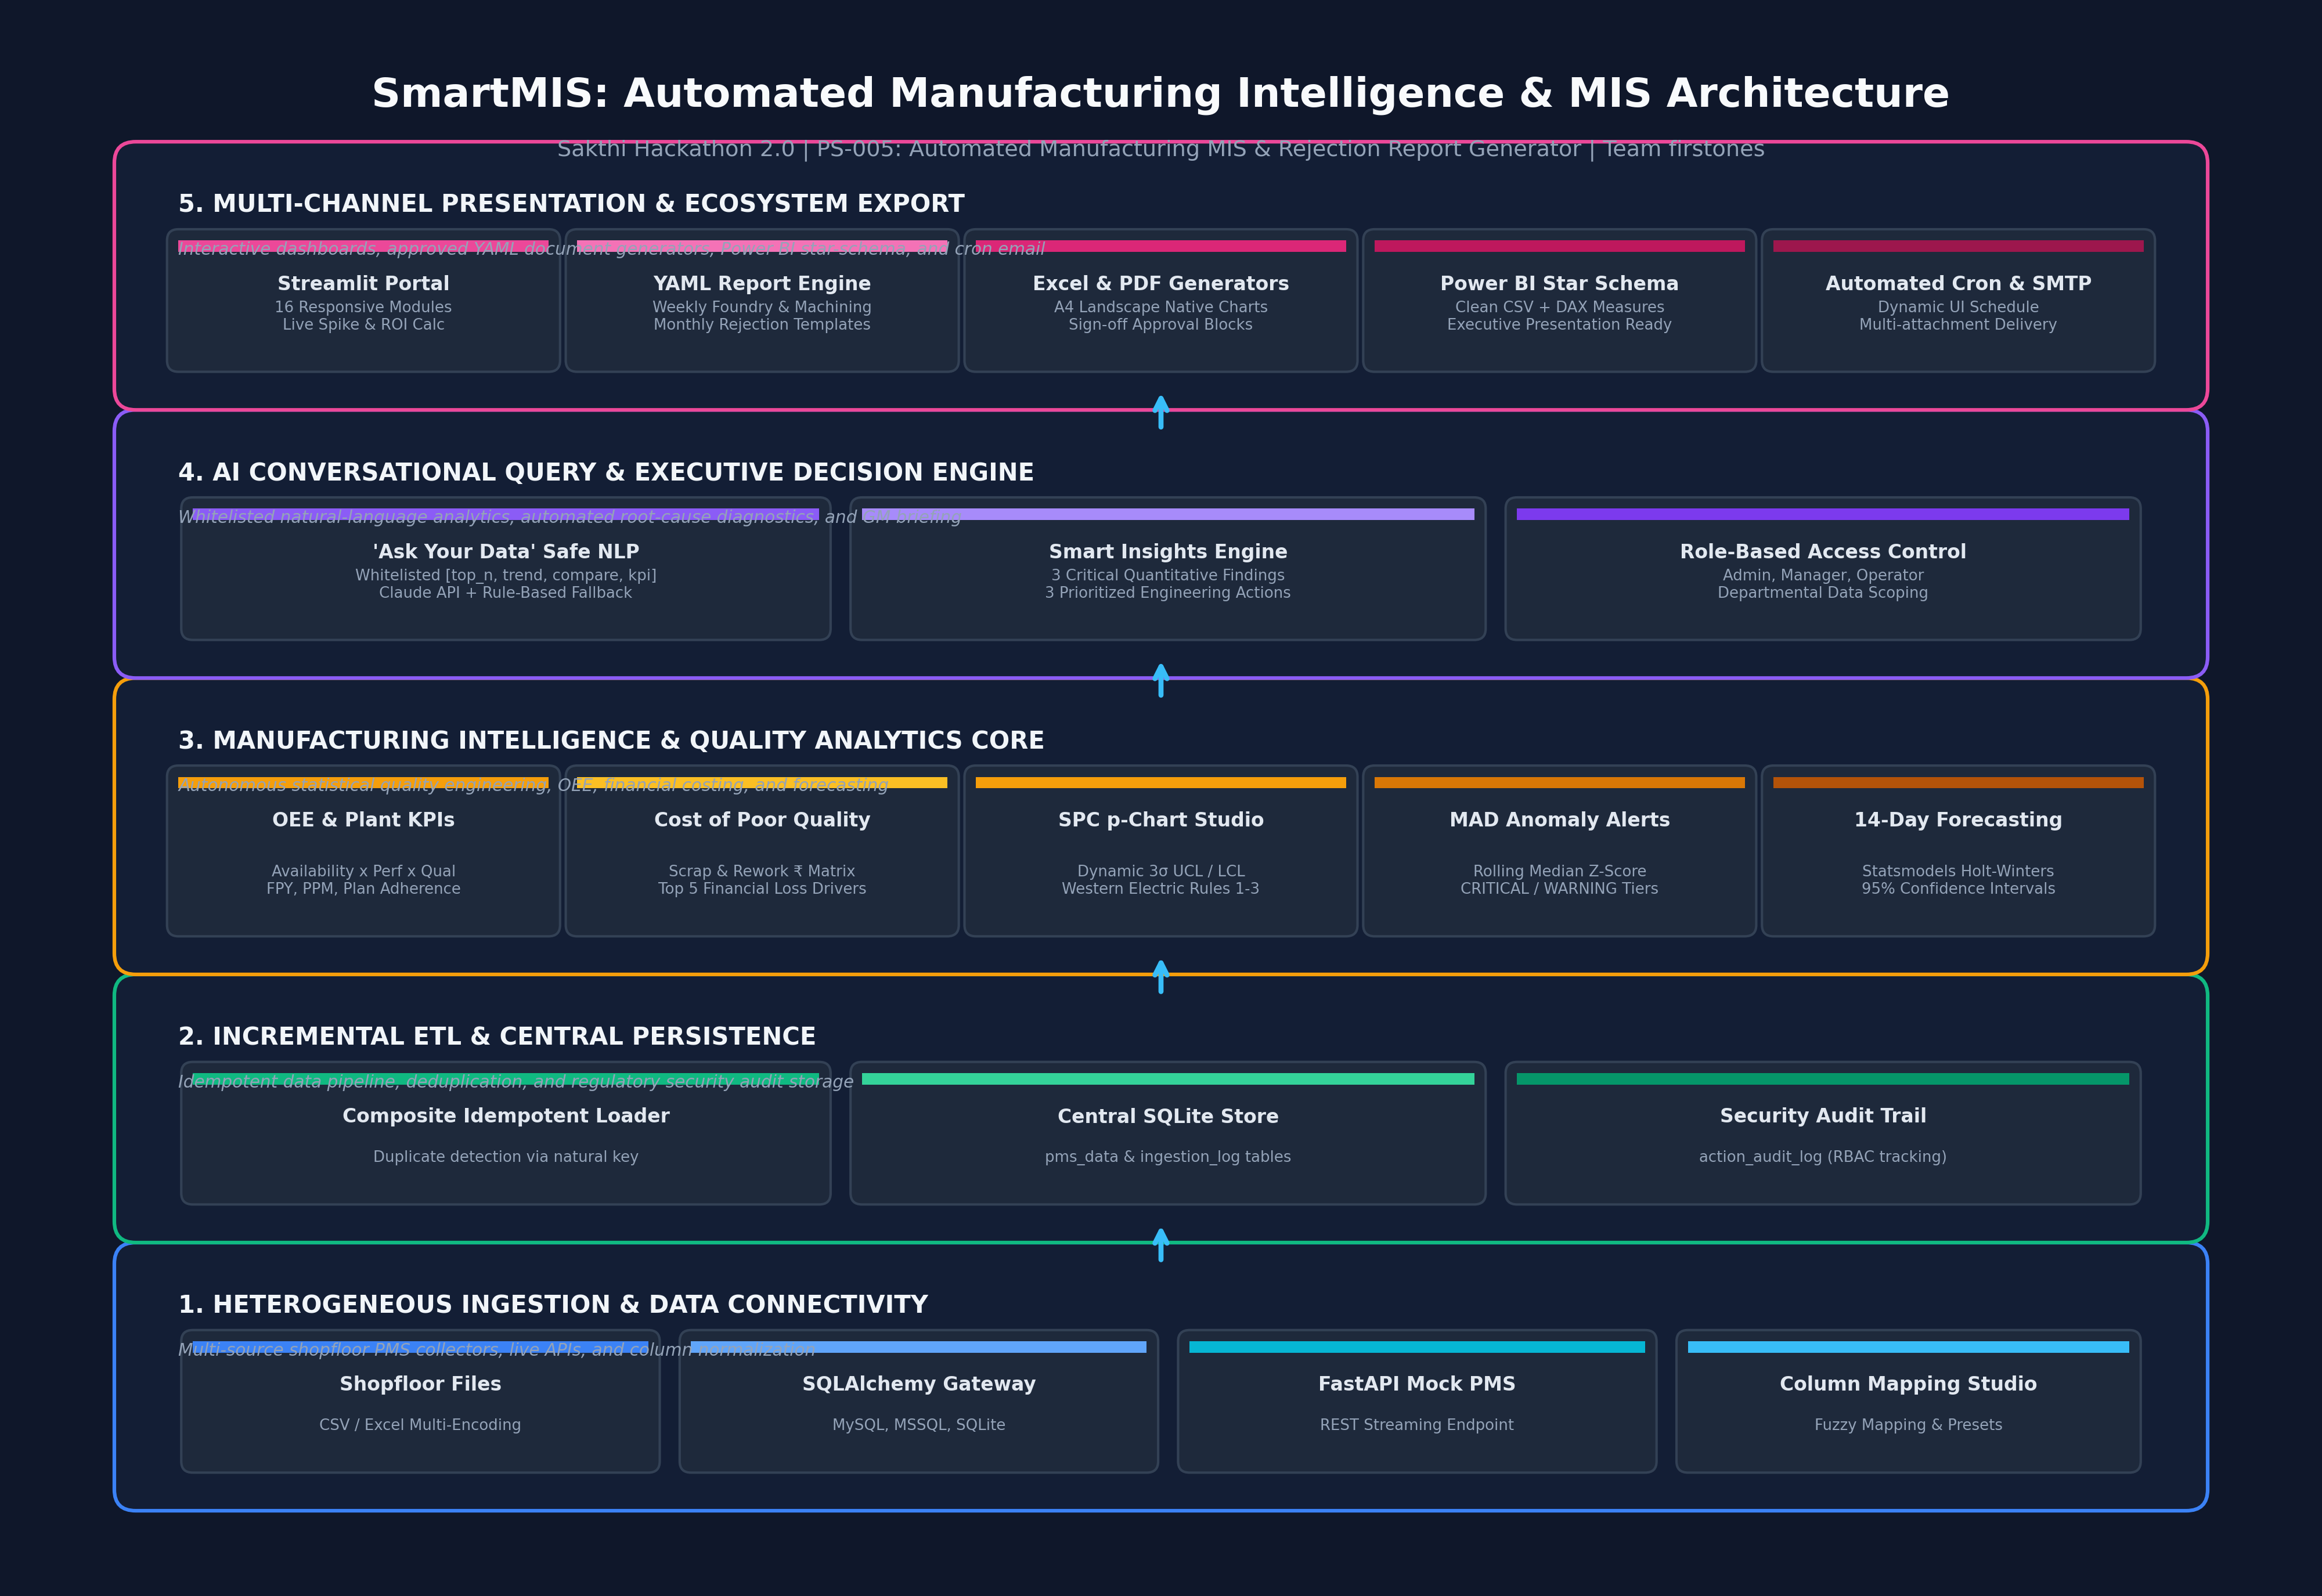 SmartMIS: Automated Manufacturing Intelligence & MIS Architecture
Sakthi Hackathon 2.0 | PS-005: Automated Manufacturing MIS & Rejection Report Generator | Team firstones
5. MULTI-CHANNEL PRESENTATION & ECOSYSTEM EXPORT
Interactive dashboards, approved YAML document generators, Power BI star schema, and cron email
Streamlit Portal
16 Responsive Modules
Live Spike & ROI Calc
YAML Report Engine
Weekly Foundry & Machining
Monthly Rejection Templates
Excel & PDF Generators
A4 Landscape Native Charts
Sign-off Approval Blocks
Power BI Star Schema
Clean CSV + DAX Measures
Executive Presentation Ready
Automated Cron & SMTP
Dynamic UI Schedule
Multi-attachment Delivery
4. AI CONVERSATIONAL QUERY & EXECUTIVE DECISION ENGINE
Whitelisted natural-language analytics, automated root-cause diagnostics, and GM briefing
'Ask Your Data' Safe NLP
Whitelisted [top_n, trend, compare, kpi]
Claude API + Rule-Based Fallback
Smart Insights Engine
3 Critical Quantitative Findings
3 Prioritized Engineering Actions
Role-Based Access Control
Admin, Manager, Operator
Departmental Data Scoping
3. MANUFACTURING INTELLIGENCE & QUALITY ANALYTICS CORE
Autonomous statistical quality engineering, OEE, financial costing, and forecasting
OEE & Plant KPIs
Availability x Perf x Qual
FPY, PPM, Plan Adherence
Cost of Poor Quality
Scrap & Rework ₹ Matrix
Top 5 Financial Loss Drivers
SPC p-Chart Studio
Dynamic 3σ UCL / LCL
Western Electric Rules 1-3
MAD Anomaly Alerts
Rolling Median Z-Score
CRITICAL / WARNING Tiers
14-Day Forecasting
Statsmodels Holt-Winters
95% Confidence Intervals
2. INCREMENTAL ETL & CENTRAL PERSISTENCE
Idempotent data pipeline, deduplication, and regulatory security audit storage
Composite Idempotent Loader
Duplicate detection via natural key
Central SQLite Store
pms_data & ingestion_log tables
Security Audit Trail
action_audit_log (RBAC tracking)
1. HETEROGENEOUS INGESTION & DATA CONNECTIVITY
Multi-source shopfloor PMS collectors, live APIs, and column normalization
Shopfloor Files
CSV / Excel Multi-Encoding
SQLAlchemy Gateway
MySQL, MSSQL, SQLite
FastAPI Mock PMS
REST Streaming Endpoint
Column Mapping Studio
Fuzzy Mapping & Presets